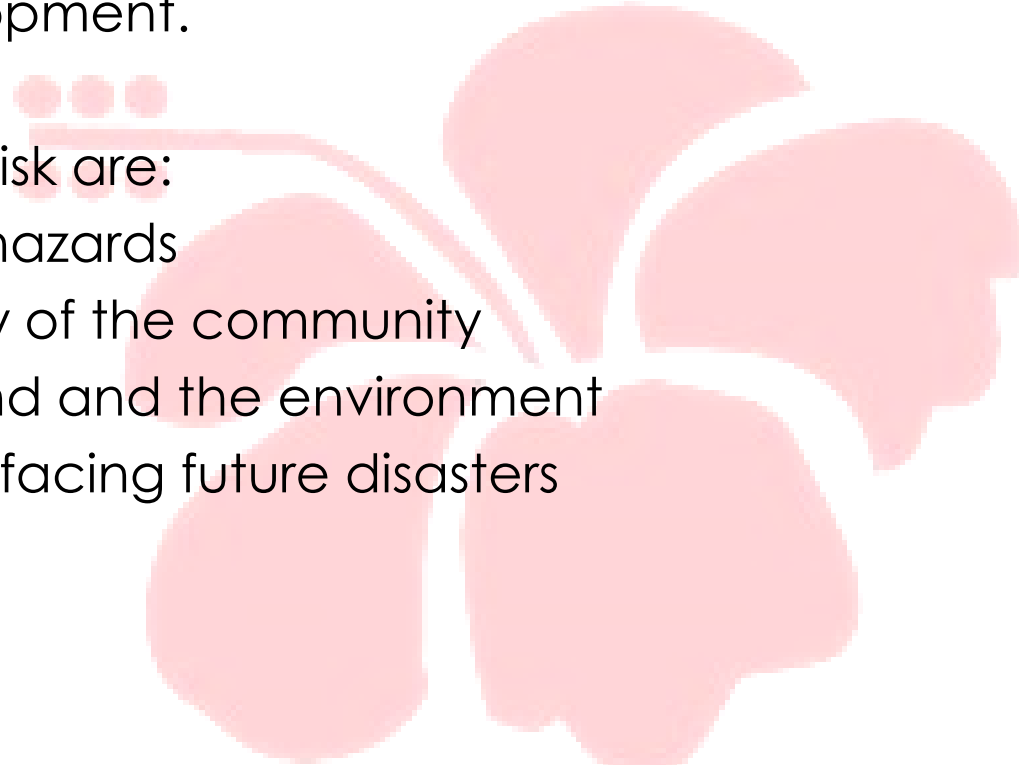 opment.
isk are:
hazards
y of the community
nd and the environment
facing future disasters